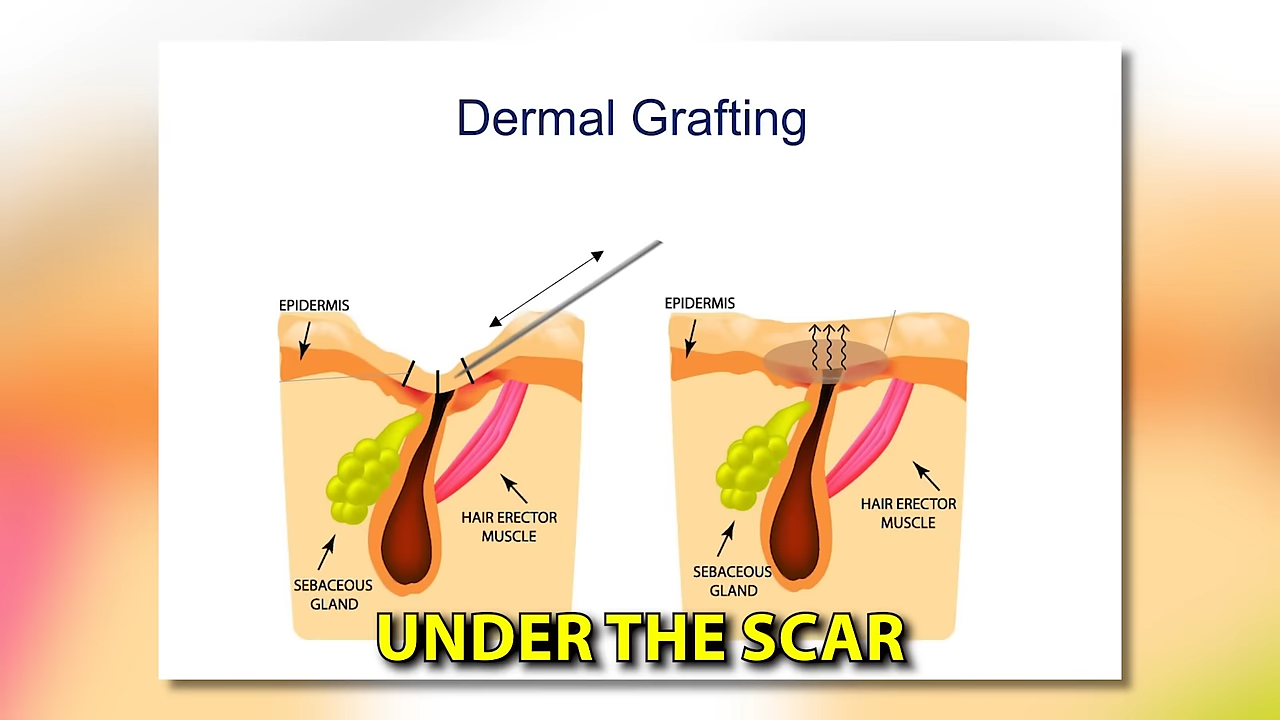 Dermal Grafting
EPIDERMIS
HAIR ERECTOR
MUSCLE
SEBACEOUS
GLAND
EPIDERMIS
HAIR ERECTOR
MUSCLE
SEBACEOUS
GLAND
UNDER THE SCAR